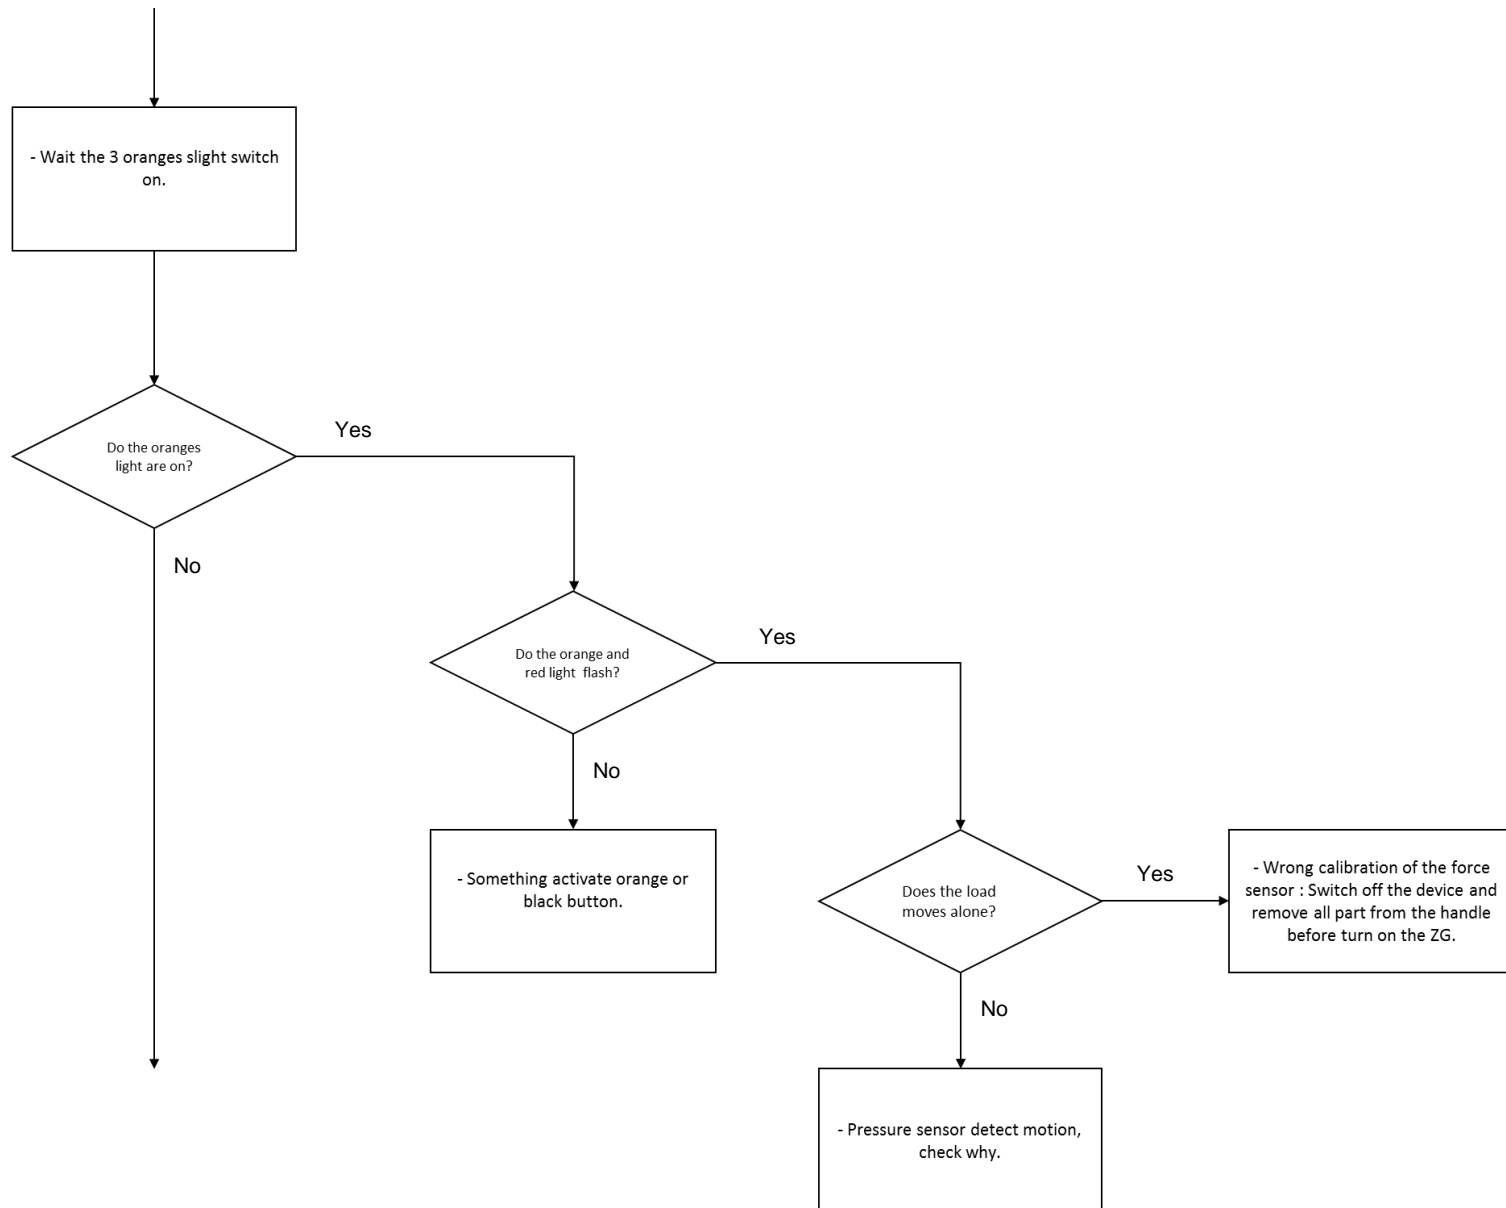 - Wait the 3 oranges slight switch
on.
Do the oranges
light are on?
Yes
No
Do the orange and
red light flash?
Yes
No
- Something activate orange or
black button.
Does the load
moves alone?
Yes
- Wrong calibration of the force
sensor : Switch off the device and
remove all part from the handle
before turn on the ZG.
No
- Pressure sensor detect motion,
check why.